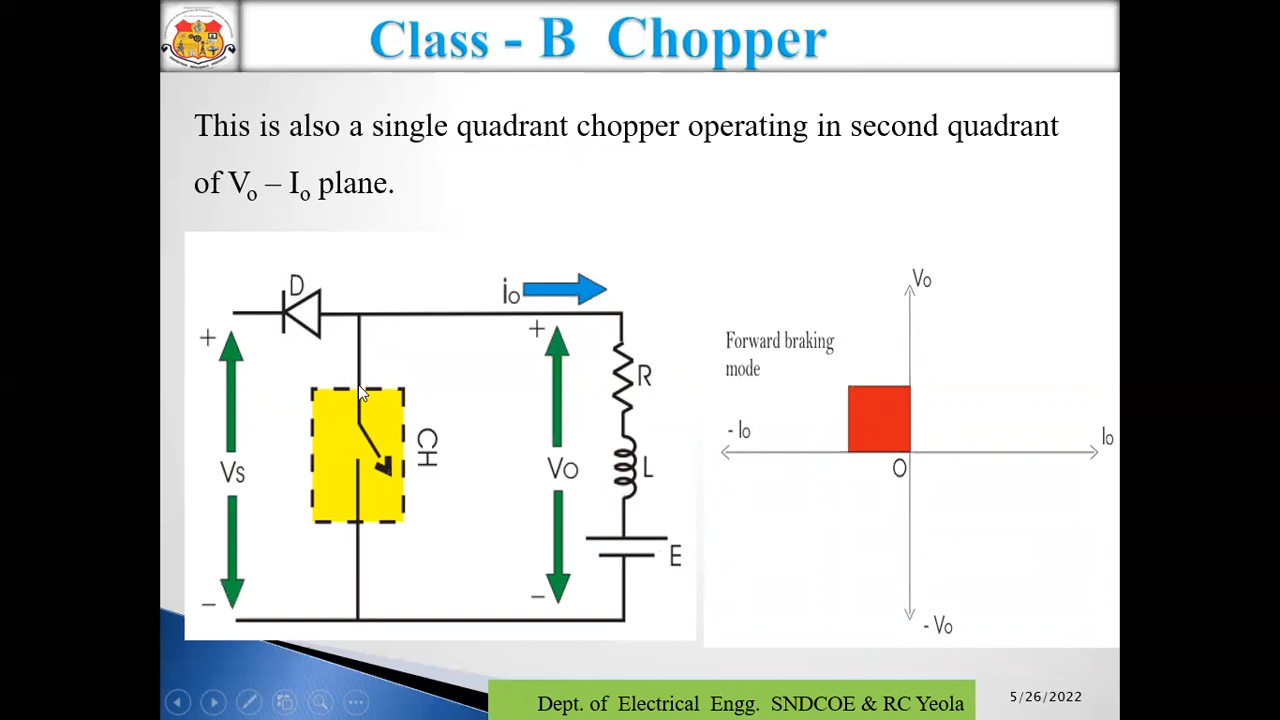 Class - B Chopper
This is also a single quadrant chopper operating in second quadrant
of Vo – Io plane.
D
io
+
+
R
CH
Vs
Vo
L
E
–
–
Vo
Forward braking
mode
- Io
Io
O
- Vo
Dept. of Electrical Engg. SNDCOE & RC Yeola
5/26/2022